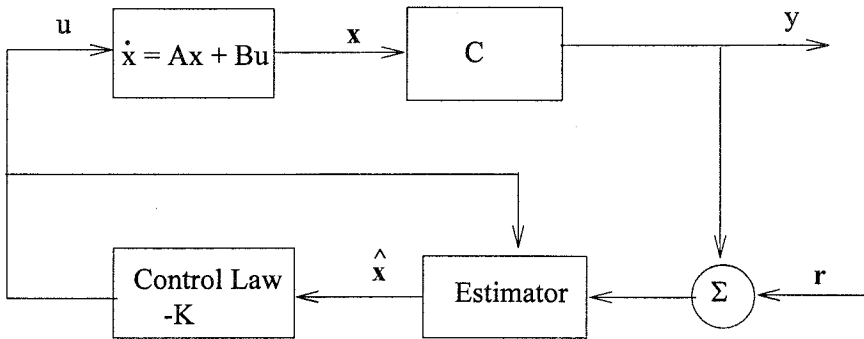 u
ẋ = Ax + Bu
x
C
y
Control Law
-K
x̂
Estimator
Σ
r